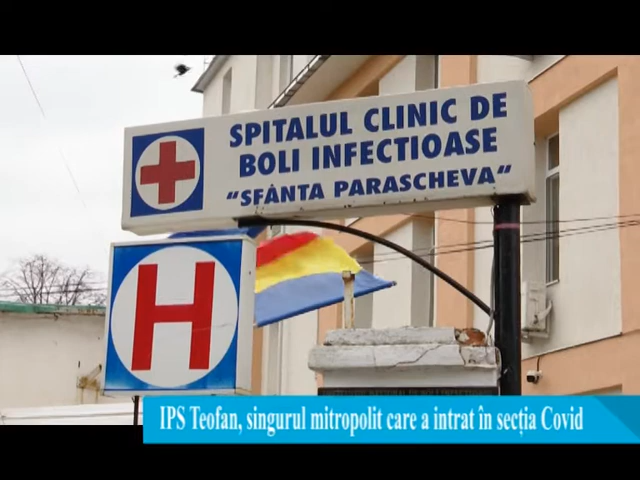 SPITALUL CLINIC DE
BOLI INFECTIOASE
“SFÂNTA PARASCHEVA“
H
IPS Teofan, singurul mitropolit care a intrat în secția Covid